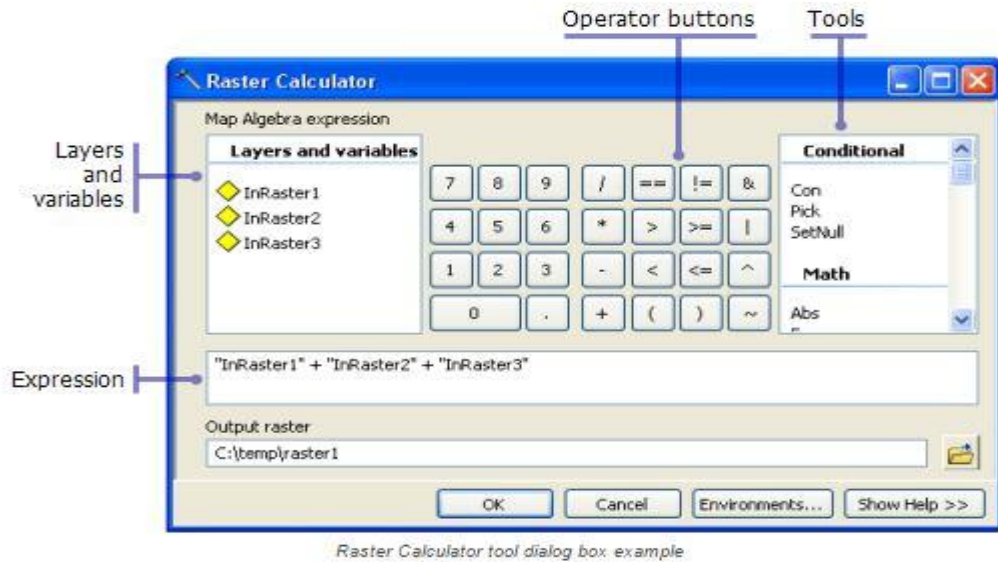 Operator buttons
Tools
Raster Calculator
Map Algebra expression
Layers
and
variables
Layers and variables
InRaster1
InRaster2
InRaster3
7 8 9 / == != &
4 5 6 * > >= |
1 2 3 - < <= ^
0 . + ( ) ~
Conditional
Con
Pick
SetNull
Math
Abs
Expression
"InRaster1" + "InRaster2" + "InRaster3"
Output raster
C:\temp\raster1
OK
Cancel
Environments...
Show Help >>
Raster Calculator tool dialog box example